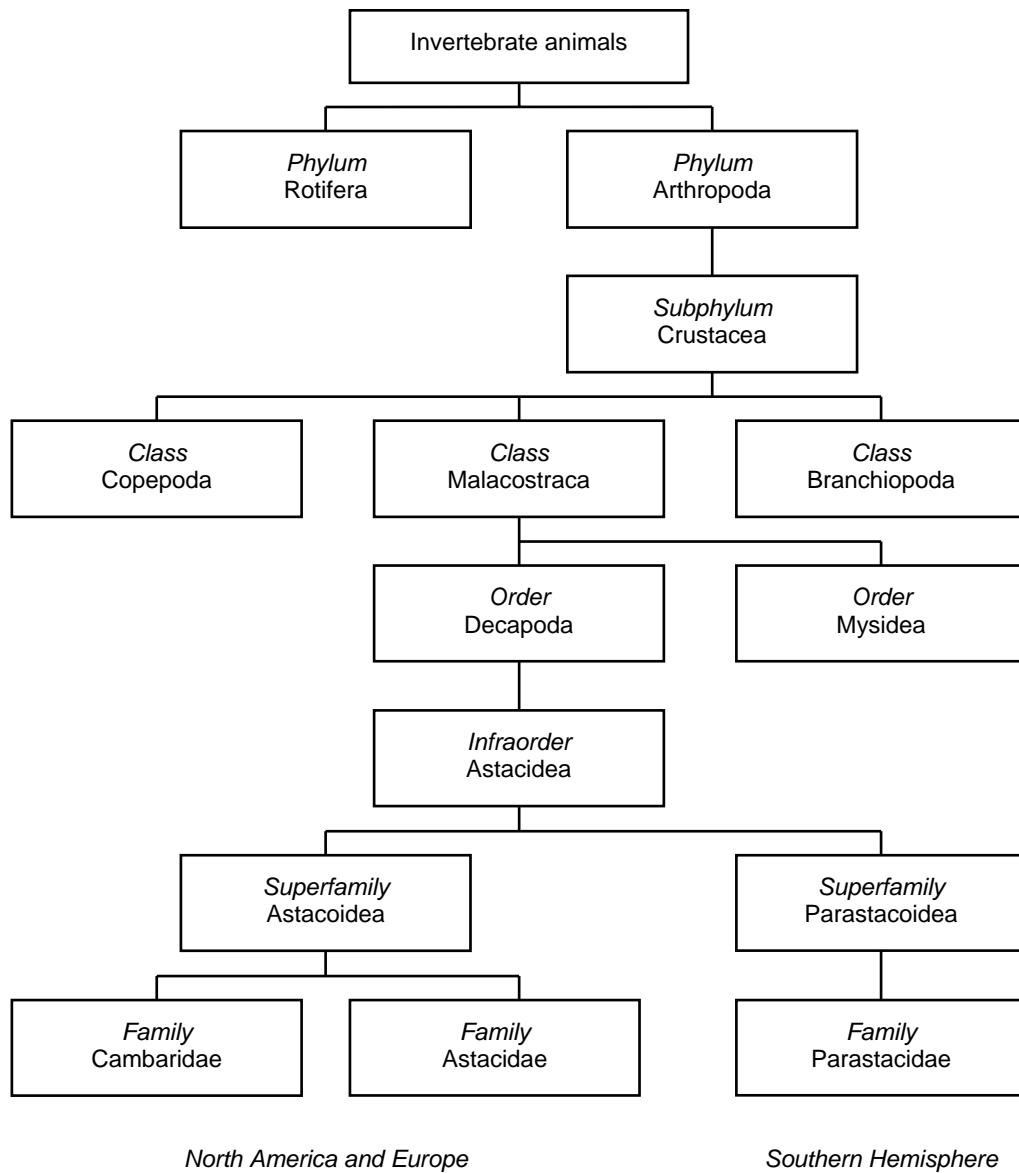 Invertebrate animals
Phylum
Rotifera
Phylum
Arthropoda
Subphylum
Crustacea
Class
Copepoda
Class
Malacostraca
Class
Branchiopoda
Order
Decapoda
Order
Mysidea
Infraorder
Astacidea
Superfamily
Astacoidea
Superfamily
Parastacoidea
Family
Cambaridae
Family
Astacidae
Family
Parastacidae
North America and Europe
Southern Hemisphere